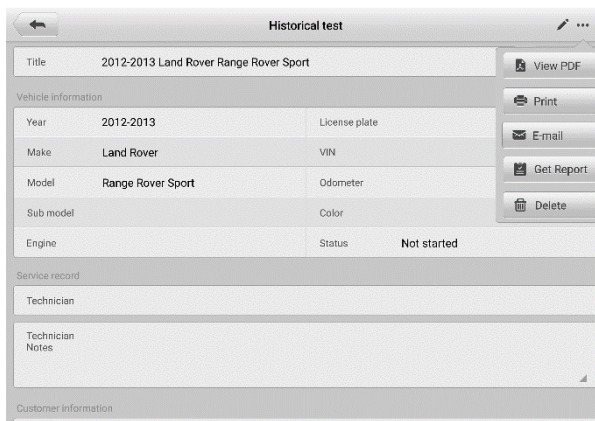 Historical test
Title 2012-2013 Land Rover Range Rover Sport
View PDF
Vehicle information
Print
Year 2012-2013 License plate
E-mail
Make Land Rover VIN
Get Report
Model Range Rover Sport Odometer
Delete
Sub model Color
Engine Status Not started
Service record
Technician
Technician
Notes
Customer information